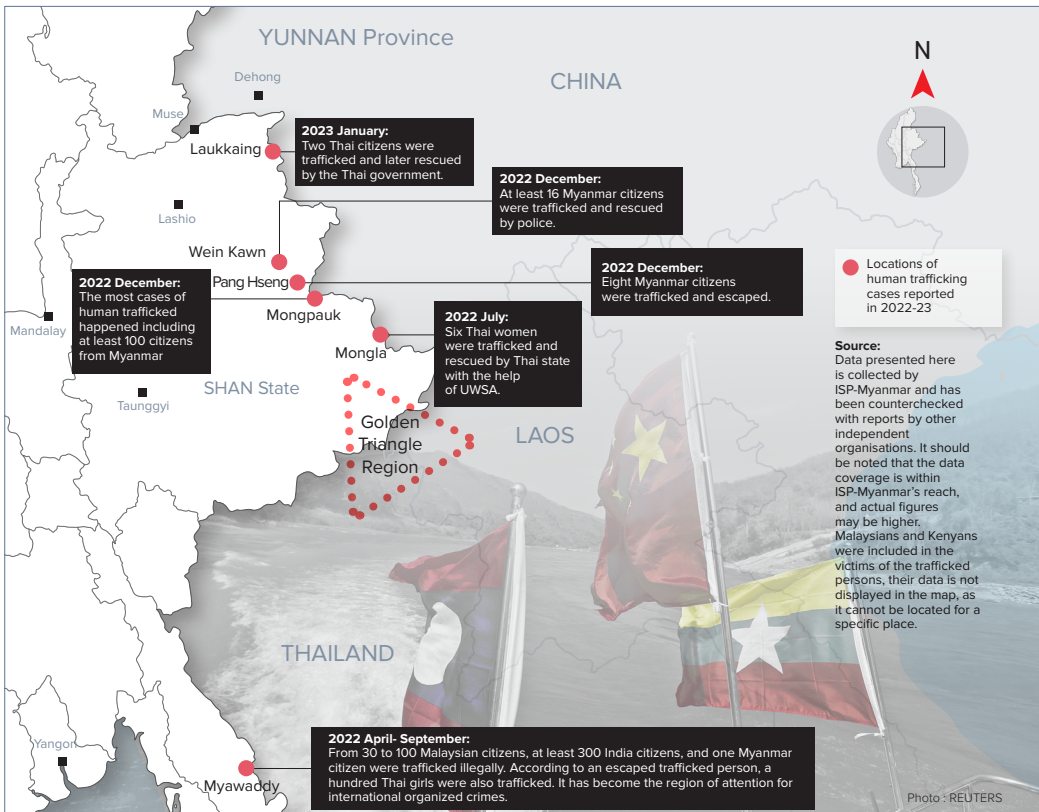 YUNNAN Province
CHINA
N
Dehong
Muse
Laukkaing
2023 January:
Two Thai citizens were
trafficked and later rescued
by the Thai government.
2022 December:
At least 16 Myanmar citizens
were trafficked and rescued
by police.
Lashio
Wein Kawn
Pang Hseng
2022 December:
Eight Myanmar citizens
were trafficked and escaped.
Locations of
human trafficking
cases reported
in 2022-23
2022 December:
The most cases of
human trafficked
happened including
at least 100 citizens
from Myanmar
Mongpauk
Mandalay
2022 July:
Six Thai women
were trafficked and
rescued by Thai state
with the help
of UWSA.
Mongla
SHAN State
Taunggyi
Golden
Triangle
Region
LAOS
Source:
Data presented here
is collected by
ISP-Myanmar and has
been counterchecked
with reports by other
independent
organisations. It should
be noted that the data
coverage is within
ISP-Myanmar's reach,
and actual figures
may be higher.
Malaysians and Kenyans
were included in the
victims of the trafficked
persons, their data is not
displayed in the map, as
it cannot be located for a
specific place.
THAILAND
Yangon
Myawaddy
2022 April- September:
From 30 to 100 Malaysian citizens, at least 300 India citizens, and one Myanmar
citizen were trafficked illegally. According to an escaped trafficked person, a
hundred Thai girls were also trafficked. It has become the region of attention for
international organized crimes.
Photo : REUTERS